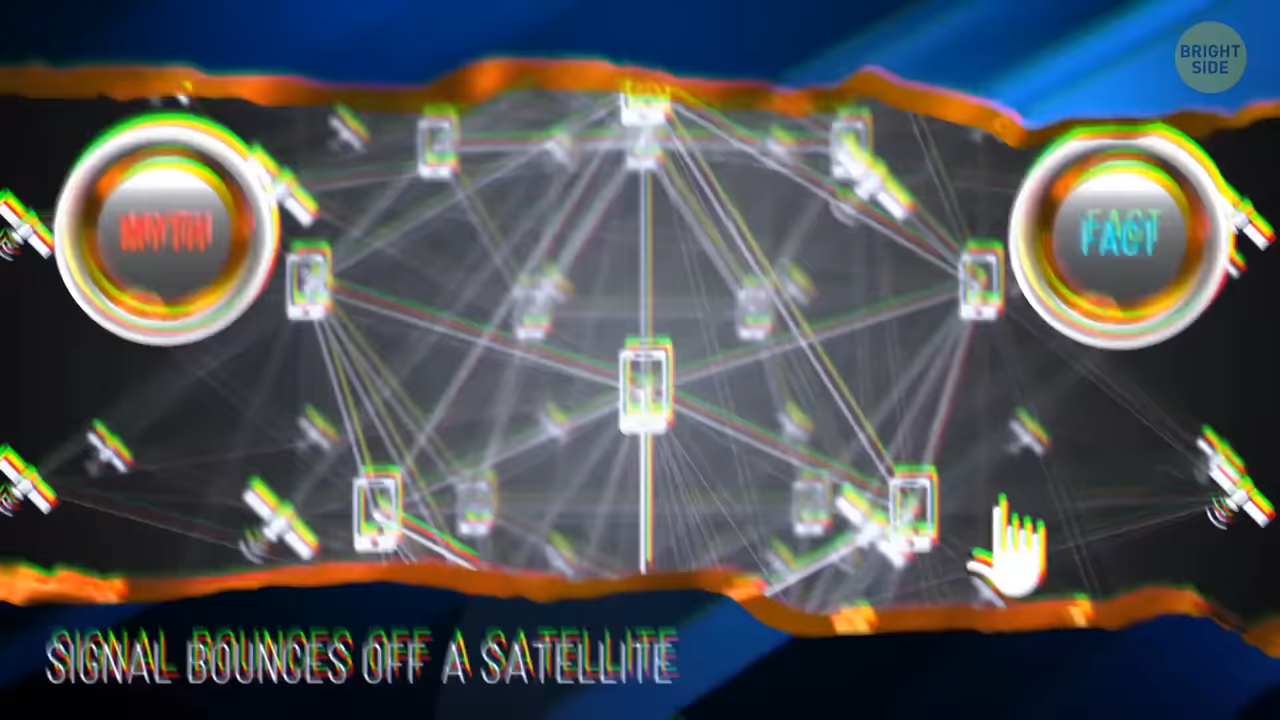 BRIGHT
SIDE
MYTH
FACT
SIGNAL BOUNCES OFF A SATELLITE